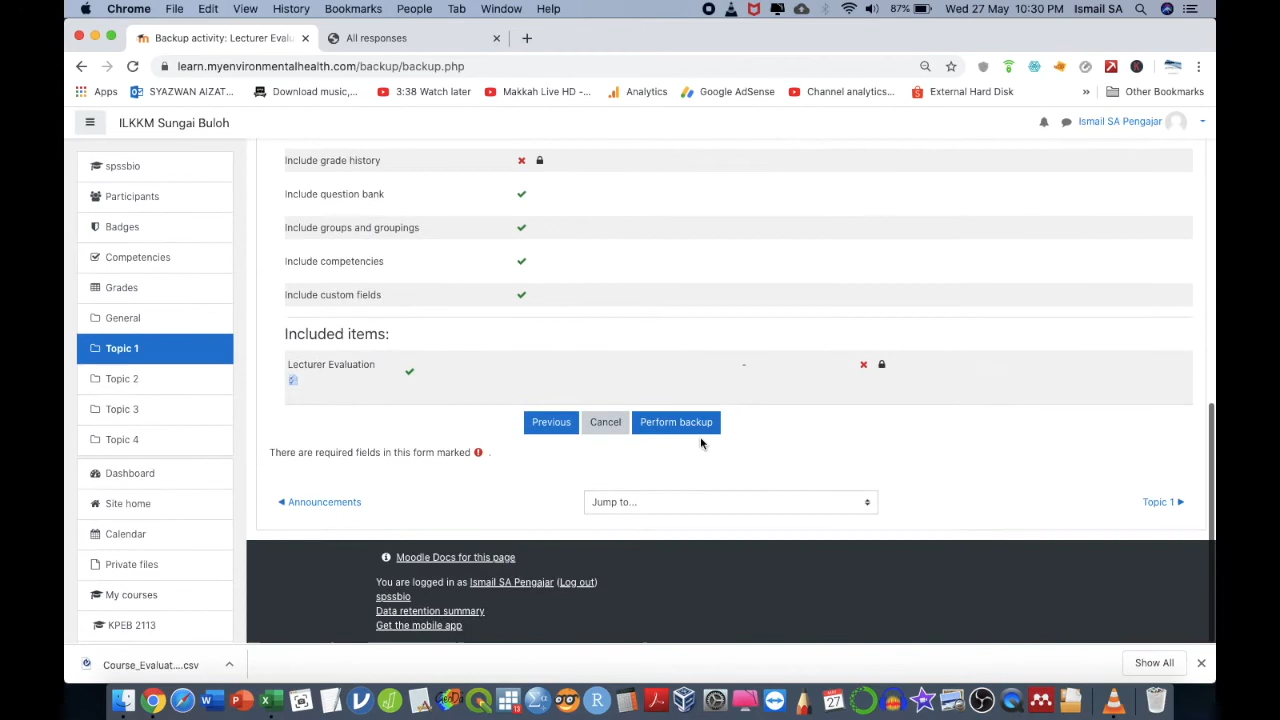 Chrome File Edit View History Bookmarks People Tab Window Help 87% Wed 27 May 10:30 PM Ismail SA
Backup activity: Lecturer Evalu All responses
learn.myenvironmentalhealth.com/backup/backup.php
Apps SYAZWAN AIZAT... Download music,... 3:38 Watch later Makkah Live HD -... Analytics Google AdSense Channel analytics... External Hard Disk » Other Bookmarks
ILKKM Sungai Buloh Ismail SA Pengajar
spssbio
Participants
Badges
Competencies
Grades
General
Topic 1
Topic 2
Topic 3
Topic 4
Dashboard
Site home
Calendar
Private files
My courses
KPEB 2113
Include grade history
Include question bank
Include groups and groupings
Include competencies
Include custom fields
Included items:
Lecturer Evaluation -
Previous Cancel Perform backup
There are required fields in this form marked .
◀ Announcements Jump to... Topic 1 ▶
Moodle Docs for this page
You are logged in as Ismail SA Pengajar (Log out)
spssbio
Data retention summary
Get the mobile app
Course_Evaluat....csv Show All